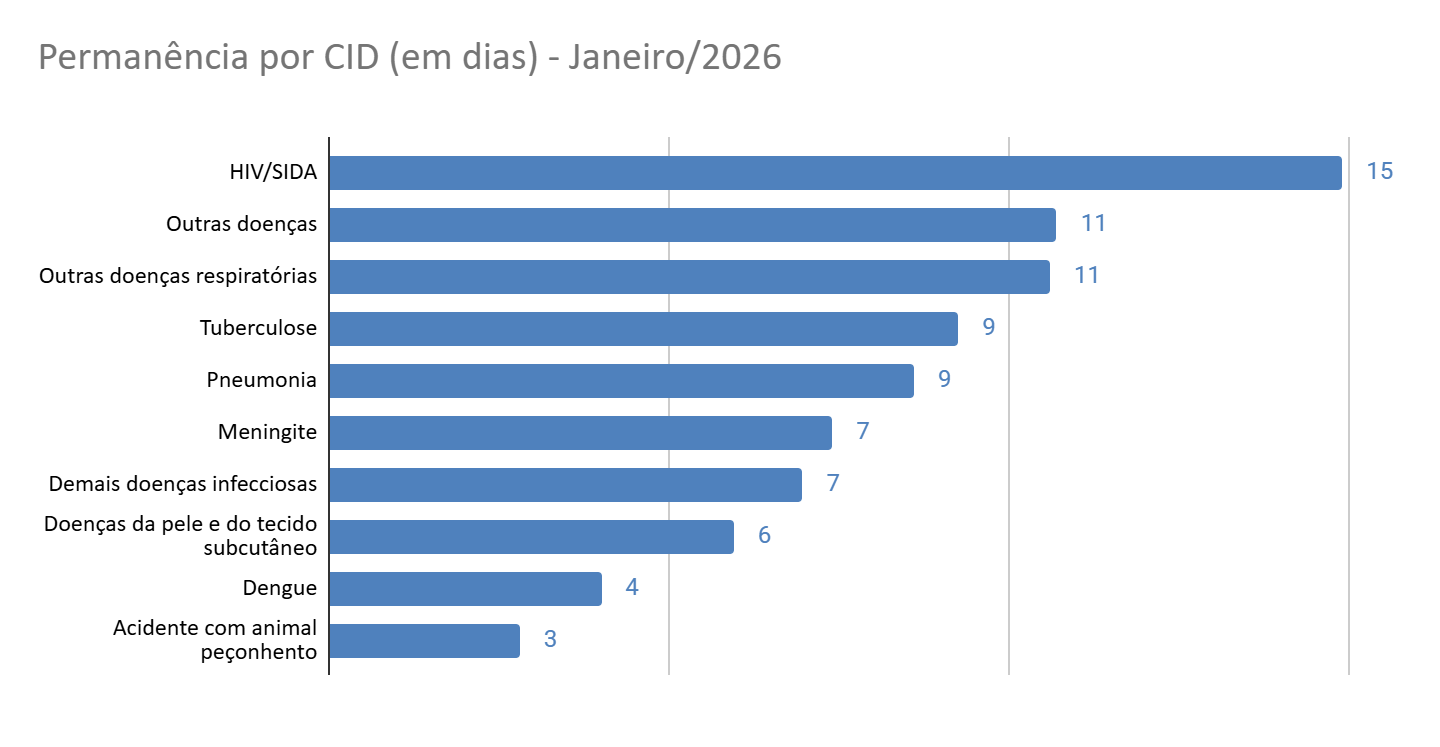 Permanência por CID (em dias) - Janeiro/2026
HIV/SIDA 15
Outras doenças 11
Outras doenças respiratórias 11
Tuberculose 9
Pneumonia 9
Meningite 7
Demais doenças infecciosas 7
Doenças da pele e do tecido
subcutâneo 6
Dengue 4
Acidente com animal
peçonhento 3